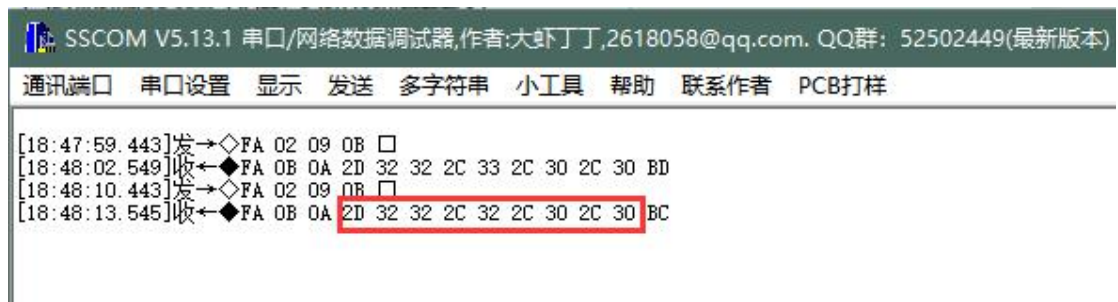 SSCOM V5.13.1 串口/网络数据调试器,作者:大虾丁丁,2618058@qq.com. QQ群: 52502449(最新版本)
通讯端口 串口设置 显示 发送 多字符串 小工具 帮助 联系作者 PCB打样
[18:47:59.443]发→◇FA 02 09 0B □
[18:48:02.549]收←◆FA 0B 0A 2D 32 32 2C 33 2C 30 2C 30 BD
[18:48:10.443]发→◇FA 02 09 0B □
[18:48:13.545]收←◆FA 0B 0A 2D 32 32 2C 32 2C 30 2C 30 BC